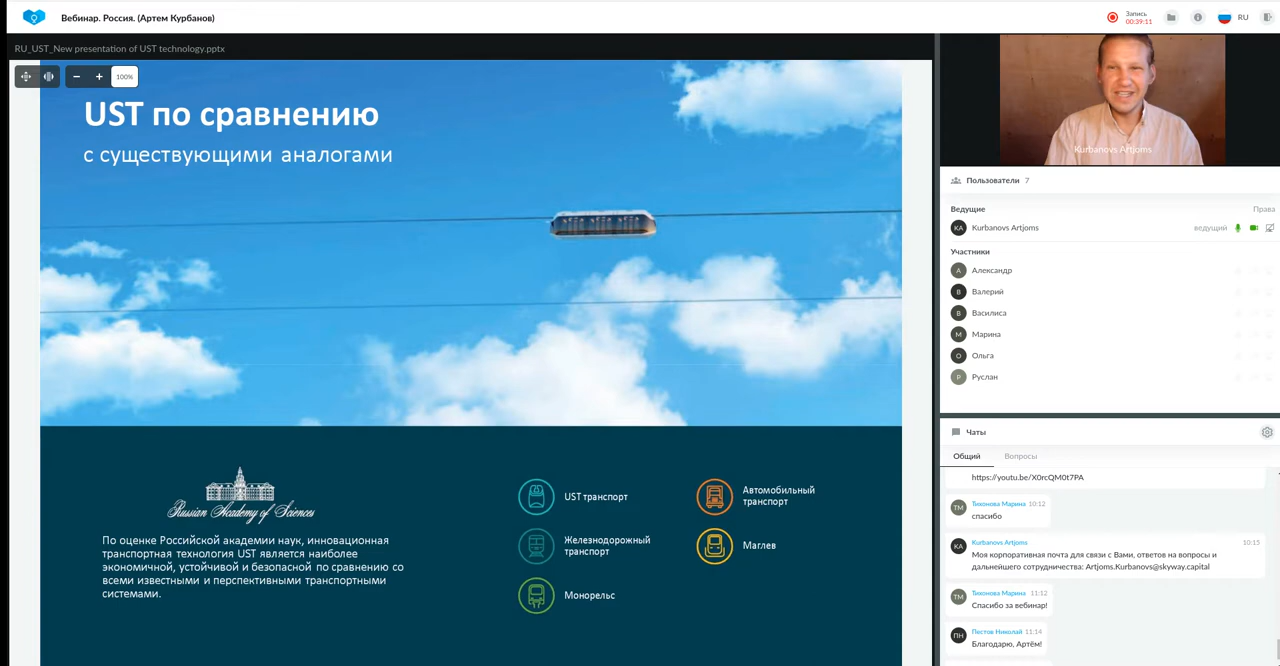 Вебинар. Россия. (Артем Курбанов)
Запись
00:39:11
RU
RU_UST_New presentation of UST technology.pptx
100%
UST по сравнению
с существующими аналогами
Russian Academy of Sciences
По оценке Российской академии наук, инновационная
транспортная технология UST является наиболее
экономичной, устойчивой и безопасной по сравнению со
всеми известными и перспективными транспортными
системами.
UST транспорт
Железнодорожный
транспорт
Монорельс
Автомобильный
транспорт
Маглев
Kurbanovs Artjoms
Пользователи 7
Ведущие
Права
KA Kurbanovs Artjoms ведущий
Участники
А Александр
В Валерий
В Василиса
М Марина
О Ольга
Р Руслан
Чаты
Общий Вопросы
https://youtu.be/X0rcQM0t7PA
ТМ Тихонова Марина 10:12
спасибо
KA Kurbanovs Artjoms 10:15
Моя корпоративная почта для связи с Вами, ответов на вопросы и
дальнейшего сотрудничества: Artjoms.Kurbanovs@skyway.capital
ТМ Тихонова Марина 11:12
Спасибо за вебинар!
ПН Пестов Николай 11:14
Благодарю, Артём!